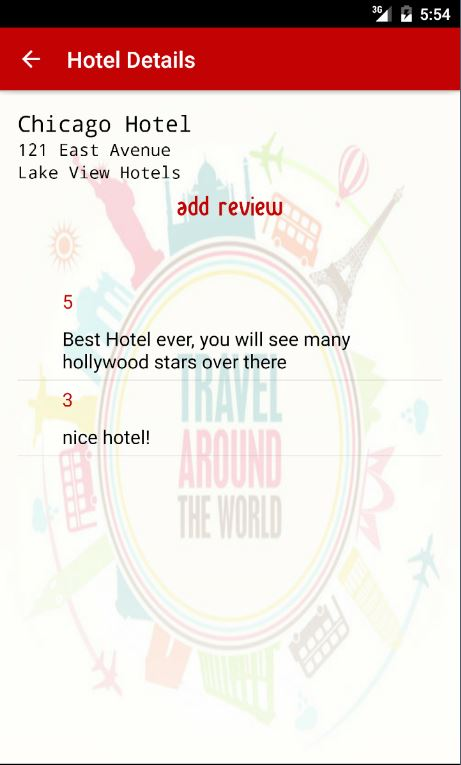 3G 5:54
Hotel Details
Chicago Hotel
121 East Avenue
Lake View Hotels
add review
5
Best Hotel ever, you will see many
hollywood stars over there
3
nice hotel!
TRAVEL
AROUND
THE WORLD